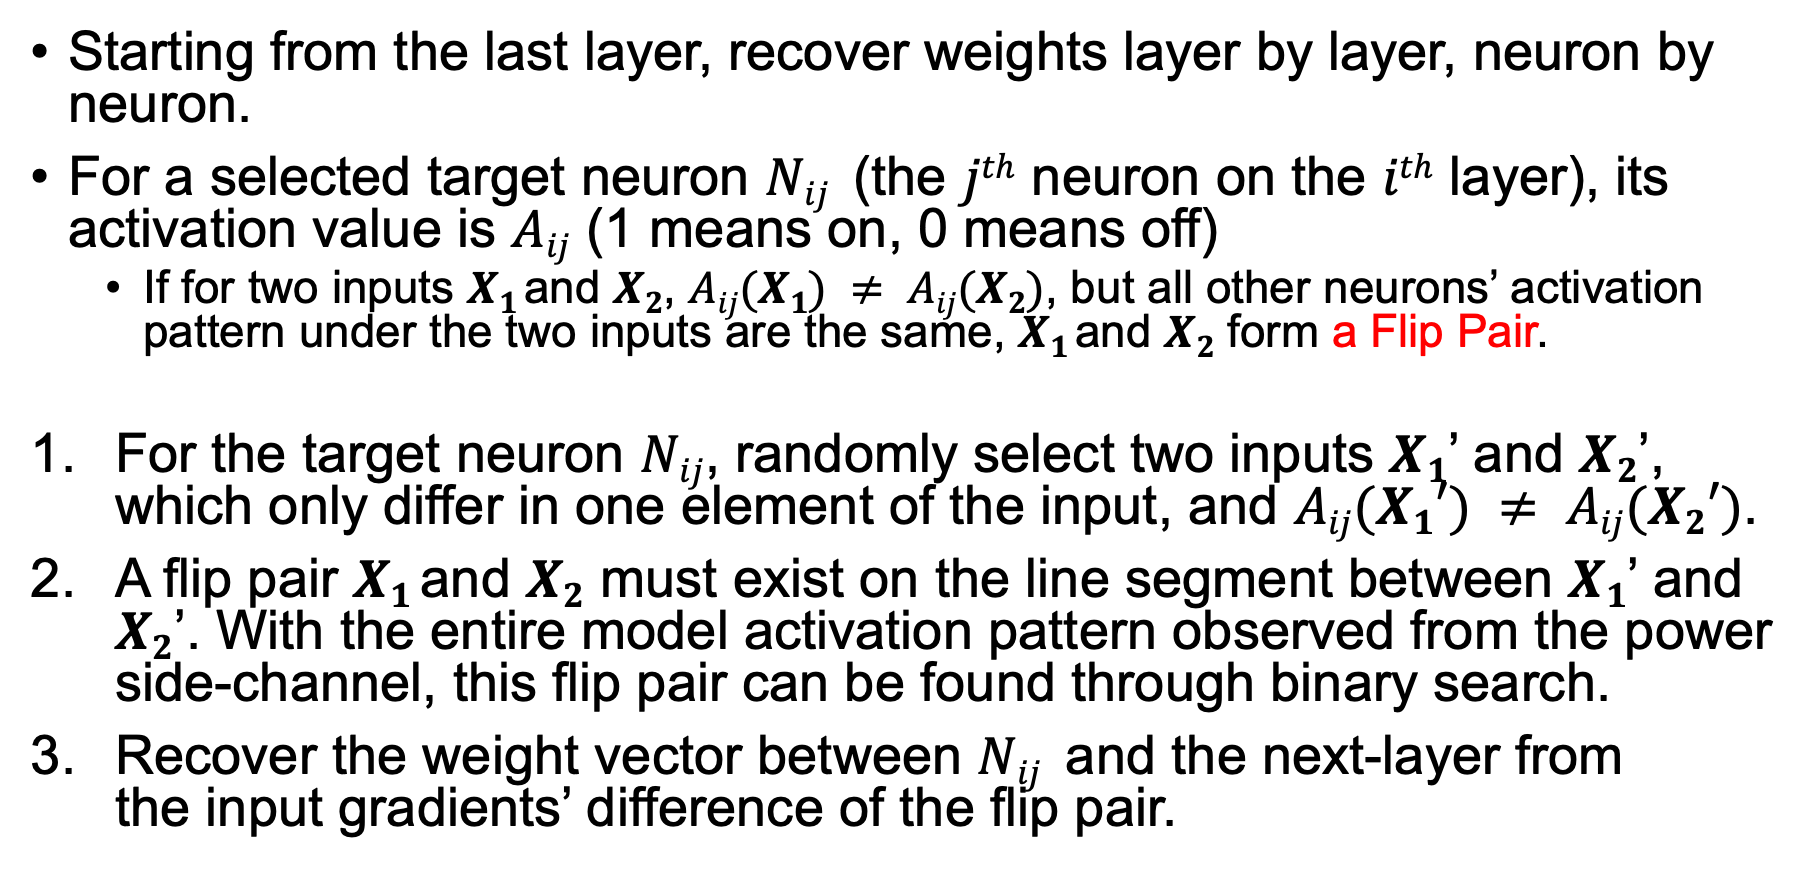 • Starting from the last layer, recover weights layer by layer, neuron by
neuron.
• For a selected target neuron Nᵢⱼ (the jᵗʰ neuron on the iᵗʰ layer), its
activation value is Aᵢⱼ (1 means on, 0 means off)
• If for two inputs X₁ and X₂, Aᵢⱼ(X₁) ≠ Aᵢⱼ(X₂), but all other neurons’ activation
pattern under the two inputs are the same, X₁ and X₂ form a Flip Pair.
1. For the target neuron Nᵢⱼ, randomly select two inputs X₁’ and X₂’,
which only differ in one element of the input, and Aᵢⱼ(X₁′) ≠ Aᵢⱼ(X₂′).
2. A flip pair X₁ and X₂ must exist on the line segment between X₁’ and
X₂’. With the entire model activation pattern observed from the power
side-channel, this flip pair can be found through binary search.
3. Recover the weight vector between Nᵢⱼ and the next-layer from
the input gradients’ difference of the flip pair.